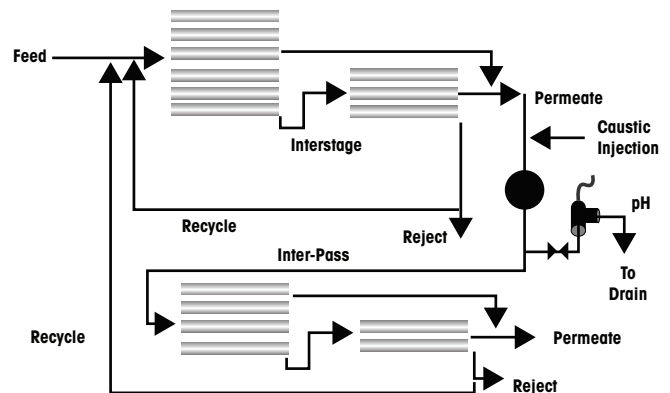 Feed
Permeate
Caustic
Injection
Interstage
pH
Recycle
Reject
Inter-Pass
To
Drain
Recycle
Permeate
Reject